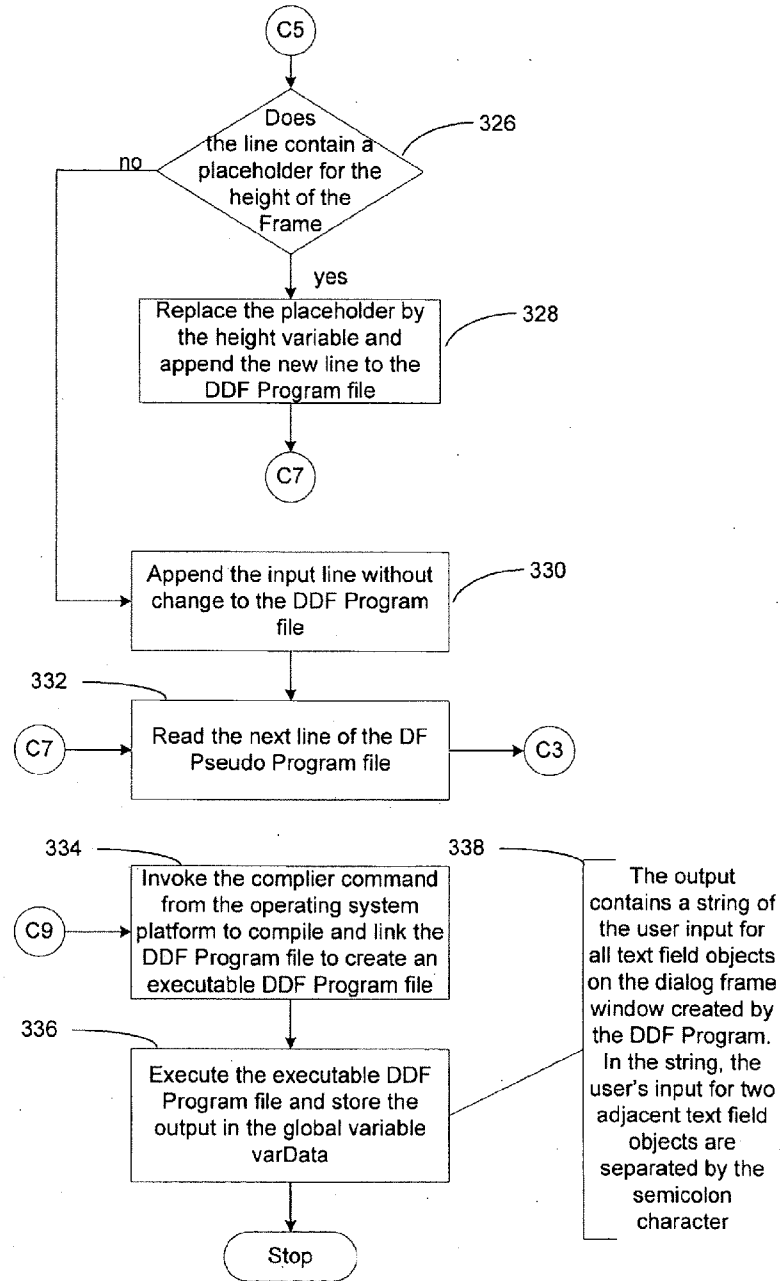 C5
Does
the line contain a
placeholder for the
height of the
Frame
326
no
yes
Replace the placeholder by
the height variable and
append the new line to the
DDF Program file
328
C7
Append the input line without
change to the DDF Program
file
330
332
C7
Read the next line of the DF
Pseudo Program file
C3
334
C9
Invoke the complier command
from the operating system
platform to compile and link the
DDF Program file to create an
executable DDF Program file
336
Execute the executable DDF
Program file and store the
output in the global variable
varData
338
The output
contains a string of
the user input for
all text field objects
on the dialog frame
window created by
the DDF Program.
In the string, the
user's input for two
adjacent text field
objects are
separated by the
semicolon
character
Stop